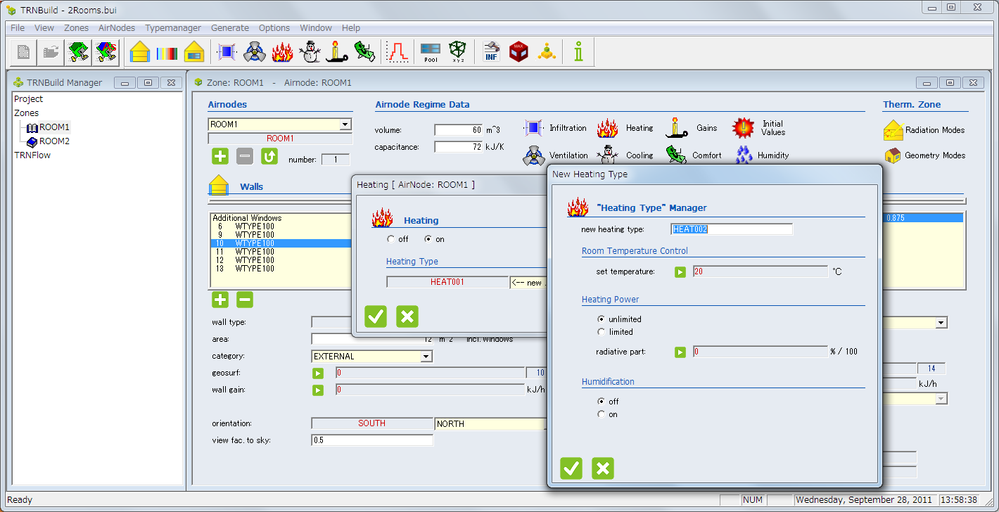 TRNBuild - 2Rooms.bui
File View Zones AirNodes Typemanager Generate Options Window Help
Pool
x y z
INF
MAX
TRNBuild Manager
Project
Zones
ROOM1
ROOM2
TRNFlow
Zone: ROOM1 - Airnode: ROOM1
Airnodes
ROOM1
ROOM1
number: 1
Airnode Regime Data
volume: 60 m^3
capacitance: 72 kJ/K
Infiltration
Heating
Gains
Initial
Values
Ventilation
Cooling
Comfort
Humidity
Therm. Zone
Radiation Modes
Geometry Modes
Walls
Additional Windows
6 WTYPE100
9 WTYPE100
10 WTYPE100
11 WTYPE100
12 WTYPE100
13 WTYPE100
0.875
wall type:
area: 12 m^2 incl. windows
category: EXTERNAL
geosurf: 0 10
wall gain: 0 kJ/h
orientation: SOUTH NORTH
view fac. to sky: 0.5
14
kJ/h
Heating [ AirNode: ROOM1 ]
Heating
off on
Heating Type
HEAT001 <-- new .
New Heating Type
"Heating Type" Manager
new heating type: HEAT002
Room Temperature Control
set temperature: 20 °C
Heating Power
unlimited
limited
radiative part: 0 % / 100
Humidification
off
on
Ready NUM Wednesday, September 28, 2011 13:58:38